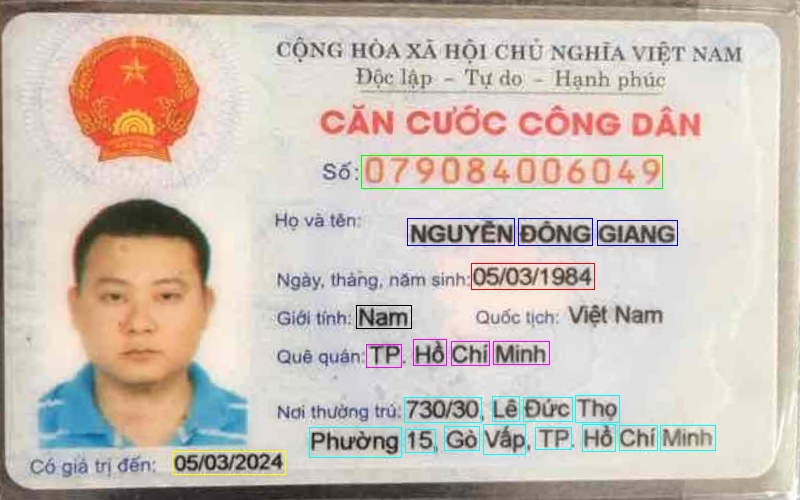 CỘNG HÒA XÃ HỘI CHỦ NGHĨA VIỆT NAM
Độc lập - Tự do - Hạnh phúc
CĂN CƯỚC CÔNG DÂN
Số: 079084006049
Họ và tên: NGUYỄN ĐÔNG GIANG
Ngày, tháng, năm sinh: 05/03/1984
Giới tính: Nam Quốc tịch: Việt Nam
Quê quán: TP. Hồ Chí Minh
Nơi thường trú: 730/30, Lê Đức Thọ
Phường 15, Gò Vấp, TP. Hồ Chí Minh
Có giá trị đến: 05/03/2024